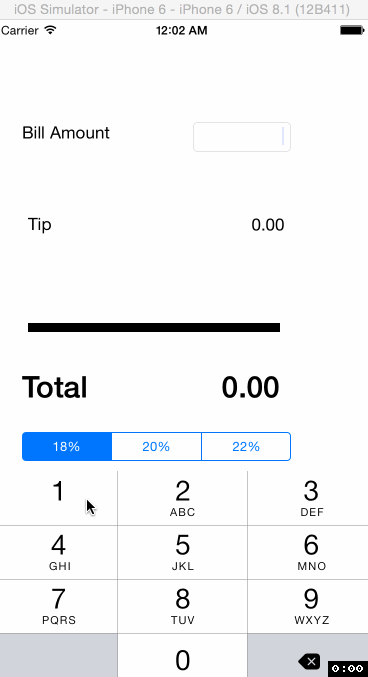 iOS Simulator - iPhone 6 - iPhone 6 / iOS 8.1 (12B411)
Carrier 12:02 AM
Bill Amount
Tip 0.00
Total 0.00
18% 20% 22%
1 2 3
ABC DEF
4 5 6
GHI JKL MNO
7 8 9
PQRS TUV WXYZ
0
0:00